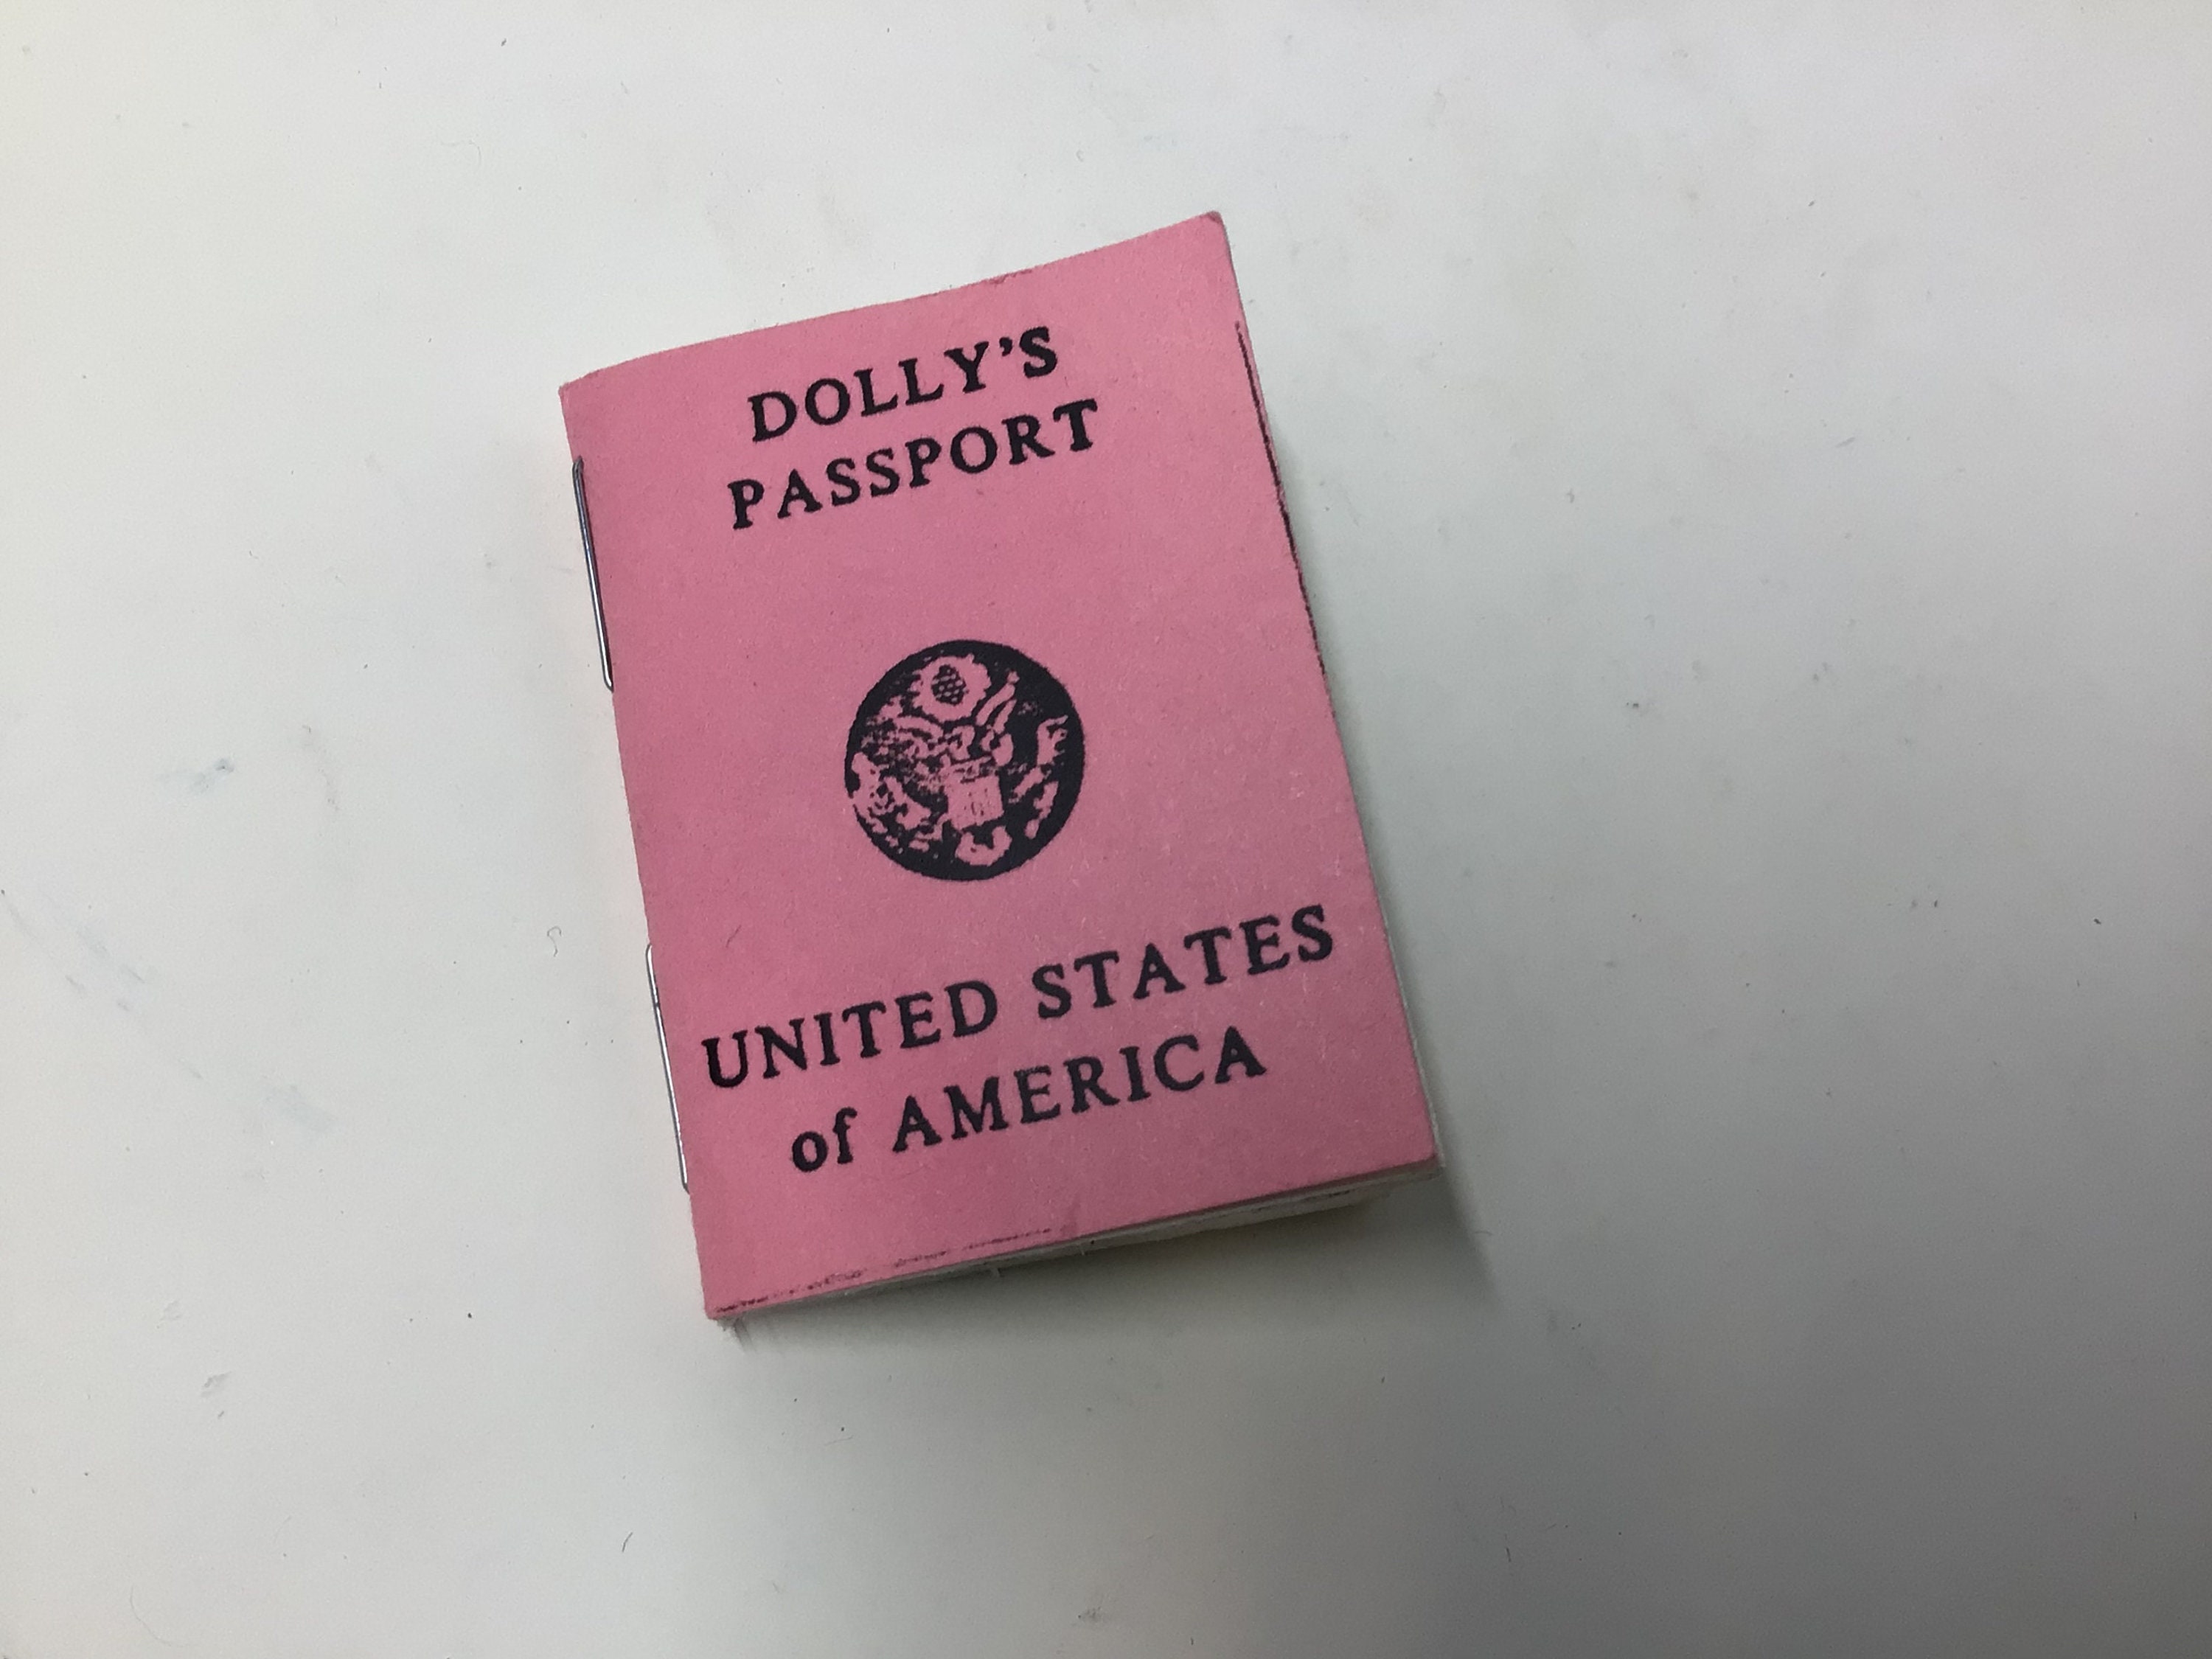 DOLLY'S
PASSPORT
UNITED STATES
of AMERICA